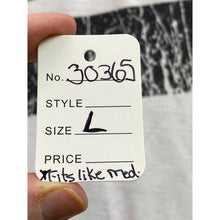 No. 30365
STYLE
SIZE L
PRICE
*Fits like med.